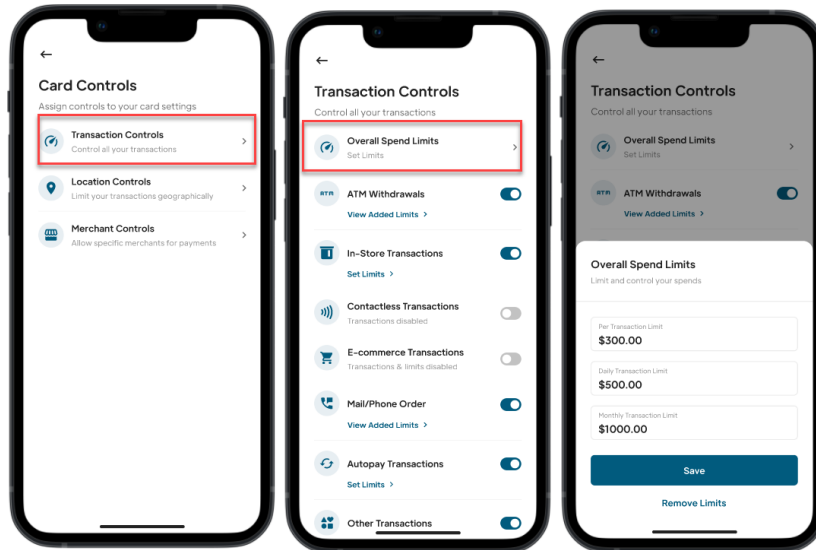 Card Controls
Assign controls to your card settings
Transaction Controls
Control all your transactions
Location Controls
Limit your transactions geographically
Merchant Controls
Allow specific merchants for payments
Transaction Controls
Control all your transactions
Overall Spend Limits
Set Limits
ATM
ATM Withdrawals
View Added Limits >
In-Store Transactions
Set Limits >
Contactless Transactions
Transactions disabled
E-commerce Transactions
Transactions & limits disabled
Mail/Phone Order
View Added Limits >
Autopay Transactions
Set Limits >
Other Transactions
Transaction Controls
Control all your transactions
Overall Spend Limits
Set Limits
ATM
ATM Withdrawals
View Added Limits >
Overall Spend Limits
Limit and control your spends
Per Transaction Limit
$300.00
Daily Transaction Limit
$500.00
Monthly Transaction Limit
$1000.00
Save
Remove Limits